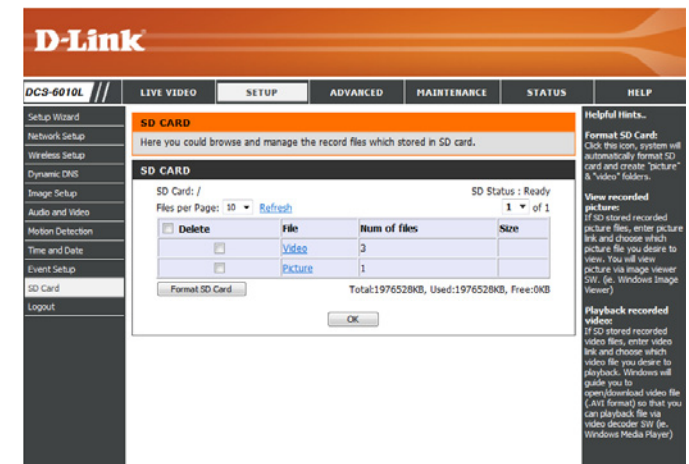 D-Link
DCS-6010L // LIVE VIDEO SETUP ADVANCED MAINTENANCE STATUS HELP
Setup Wizard
Network Setup
Wireless Setup
Dynamic DNS
Image Setup
Audio and Video
Motion Detection
Time and Date
Event Setup
SD Card
Logout
SD CARD
Here you could browse and manage the record files which stored in SD card.
SD CARD
SD Card: / SD Status : Ready
Files per Page: 10 Refresh 1 of 1
Delete File Num of files Size
Video 3
Picture 1
Format SD Card Total:1976528KB, Used:1976528KB, Free:0KB
OK
Helpful Hints..
Format SD Card:
Click this icon, system will
automatically format SD
card and create "picture"
& "video" folders.
View recorded
picture:
If SD stored recorded
picture files, enter picture
link and choose which
picture file you desire to
view. You will view
picture via image viewer
SW. (ie. Windows Image
Viewer)
Playback recorded
video:
If SD stored recorded
video files, enter video
link and choose which
video file you desire to
playback. Windows will
guide you to
open/download video file
(.AVI format) so that you
can playback file via
video decoder SW (ie.
Windows Media Player)